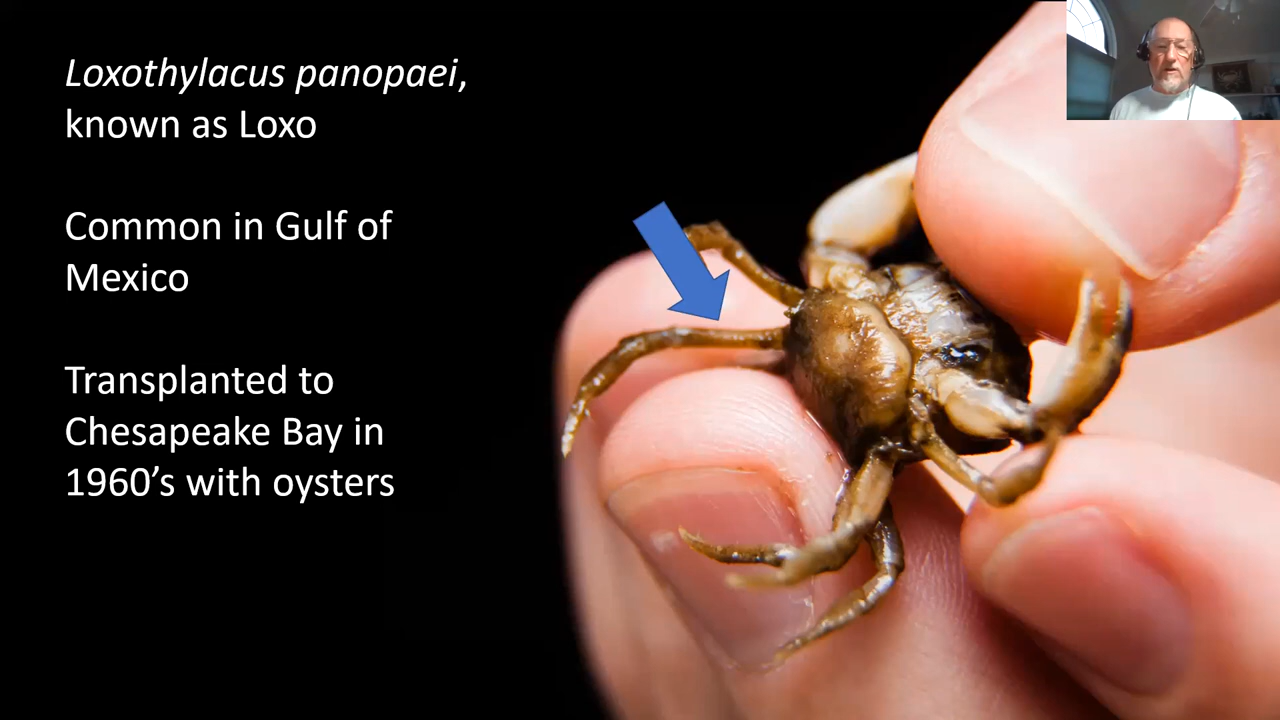 Loxothylacus panopaei,
known as Loxo
Common in Gulf of
Mexico
Transplanted to
Chesapeake Bay in
1960’s with oysters